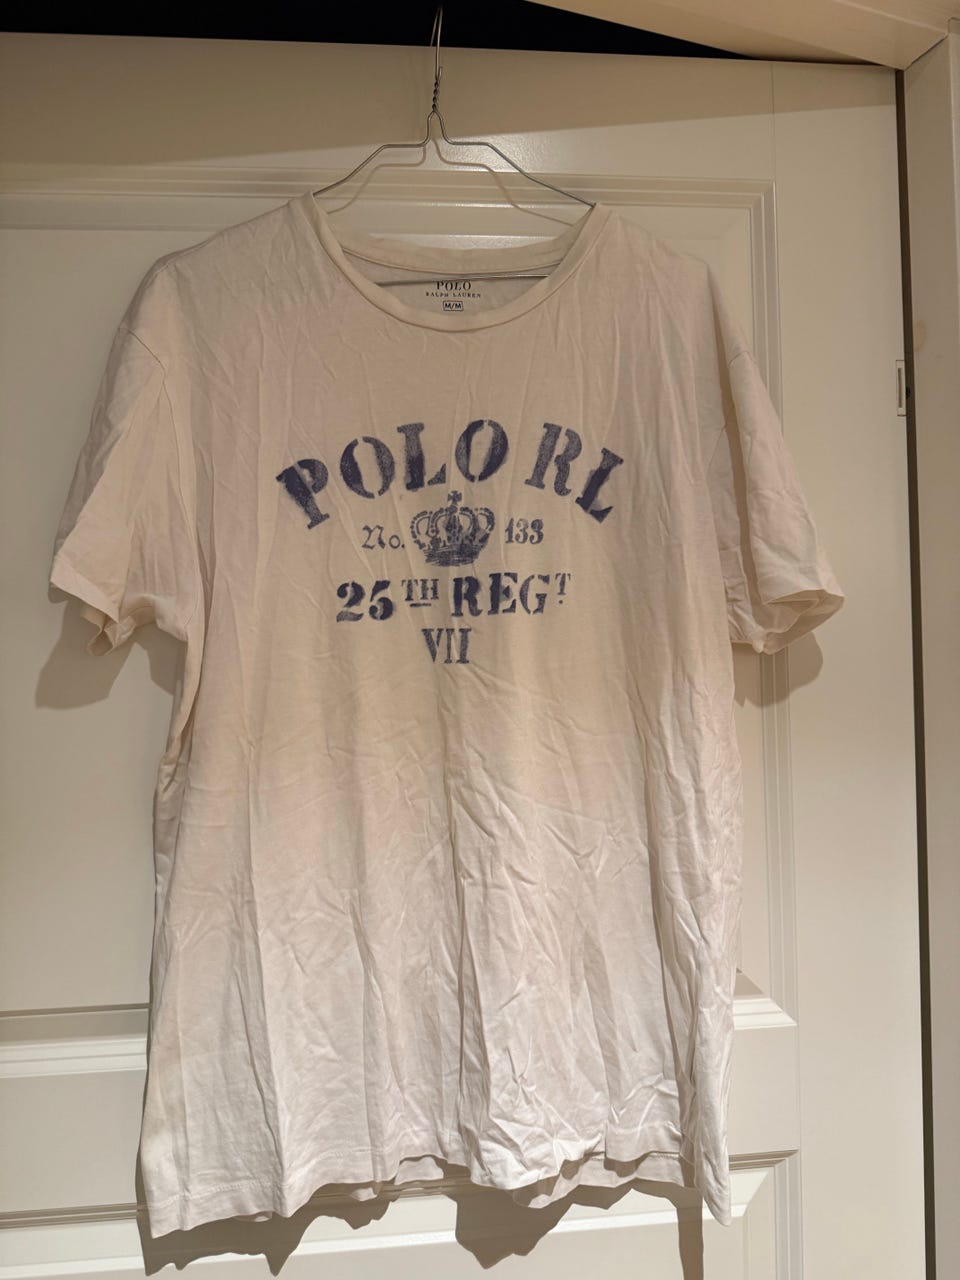 POLO
RALPH LAUREN
M/M
POLO RL
No. 133
25TH REGT
VII